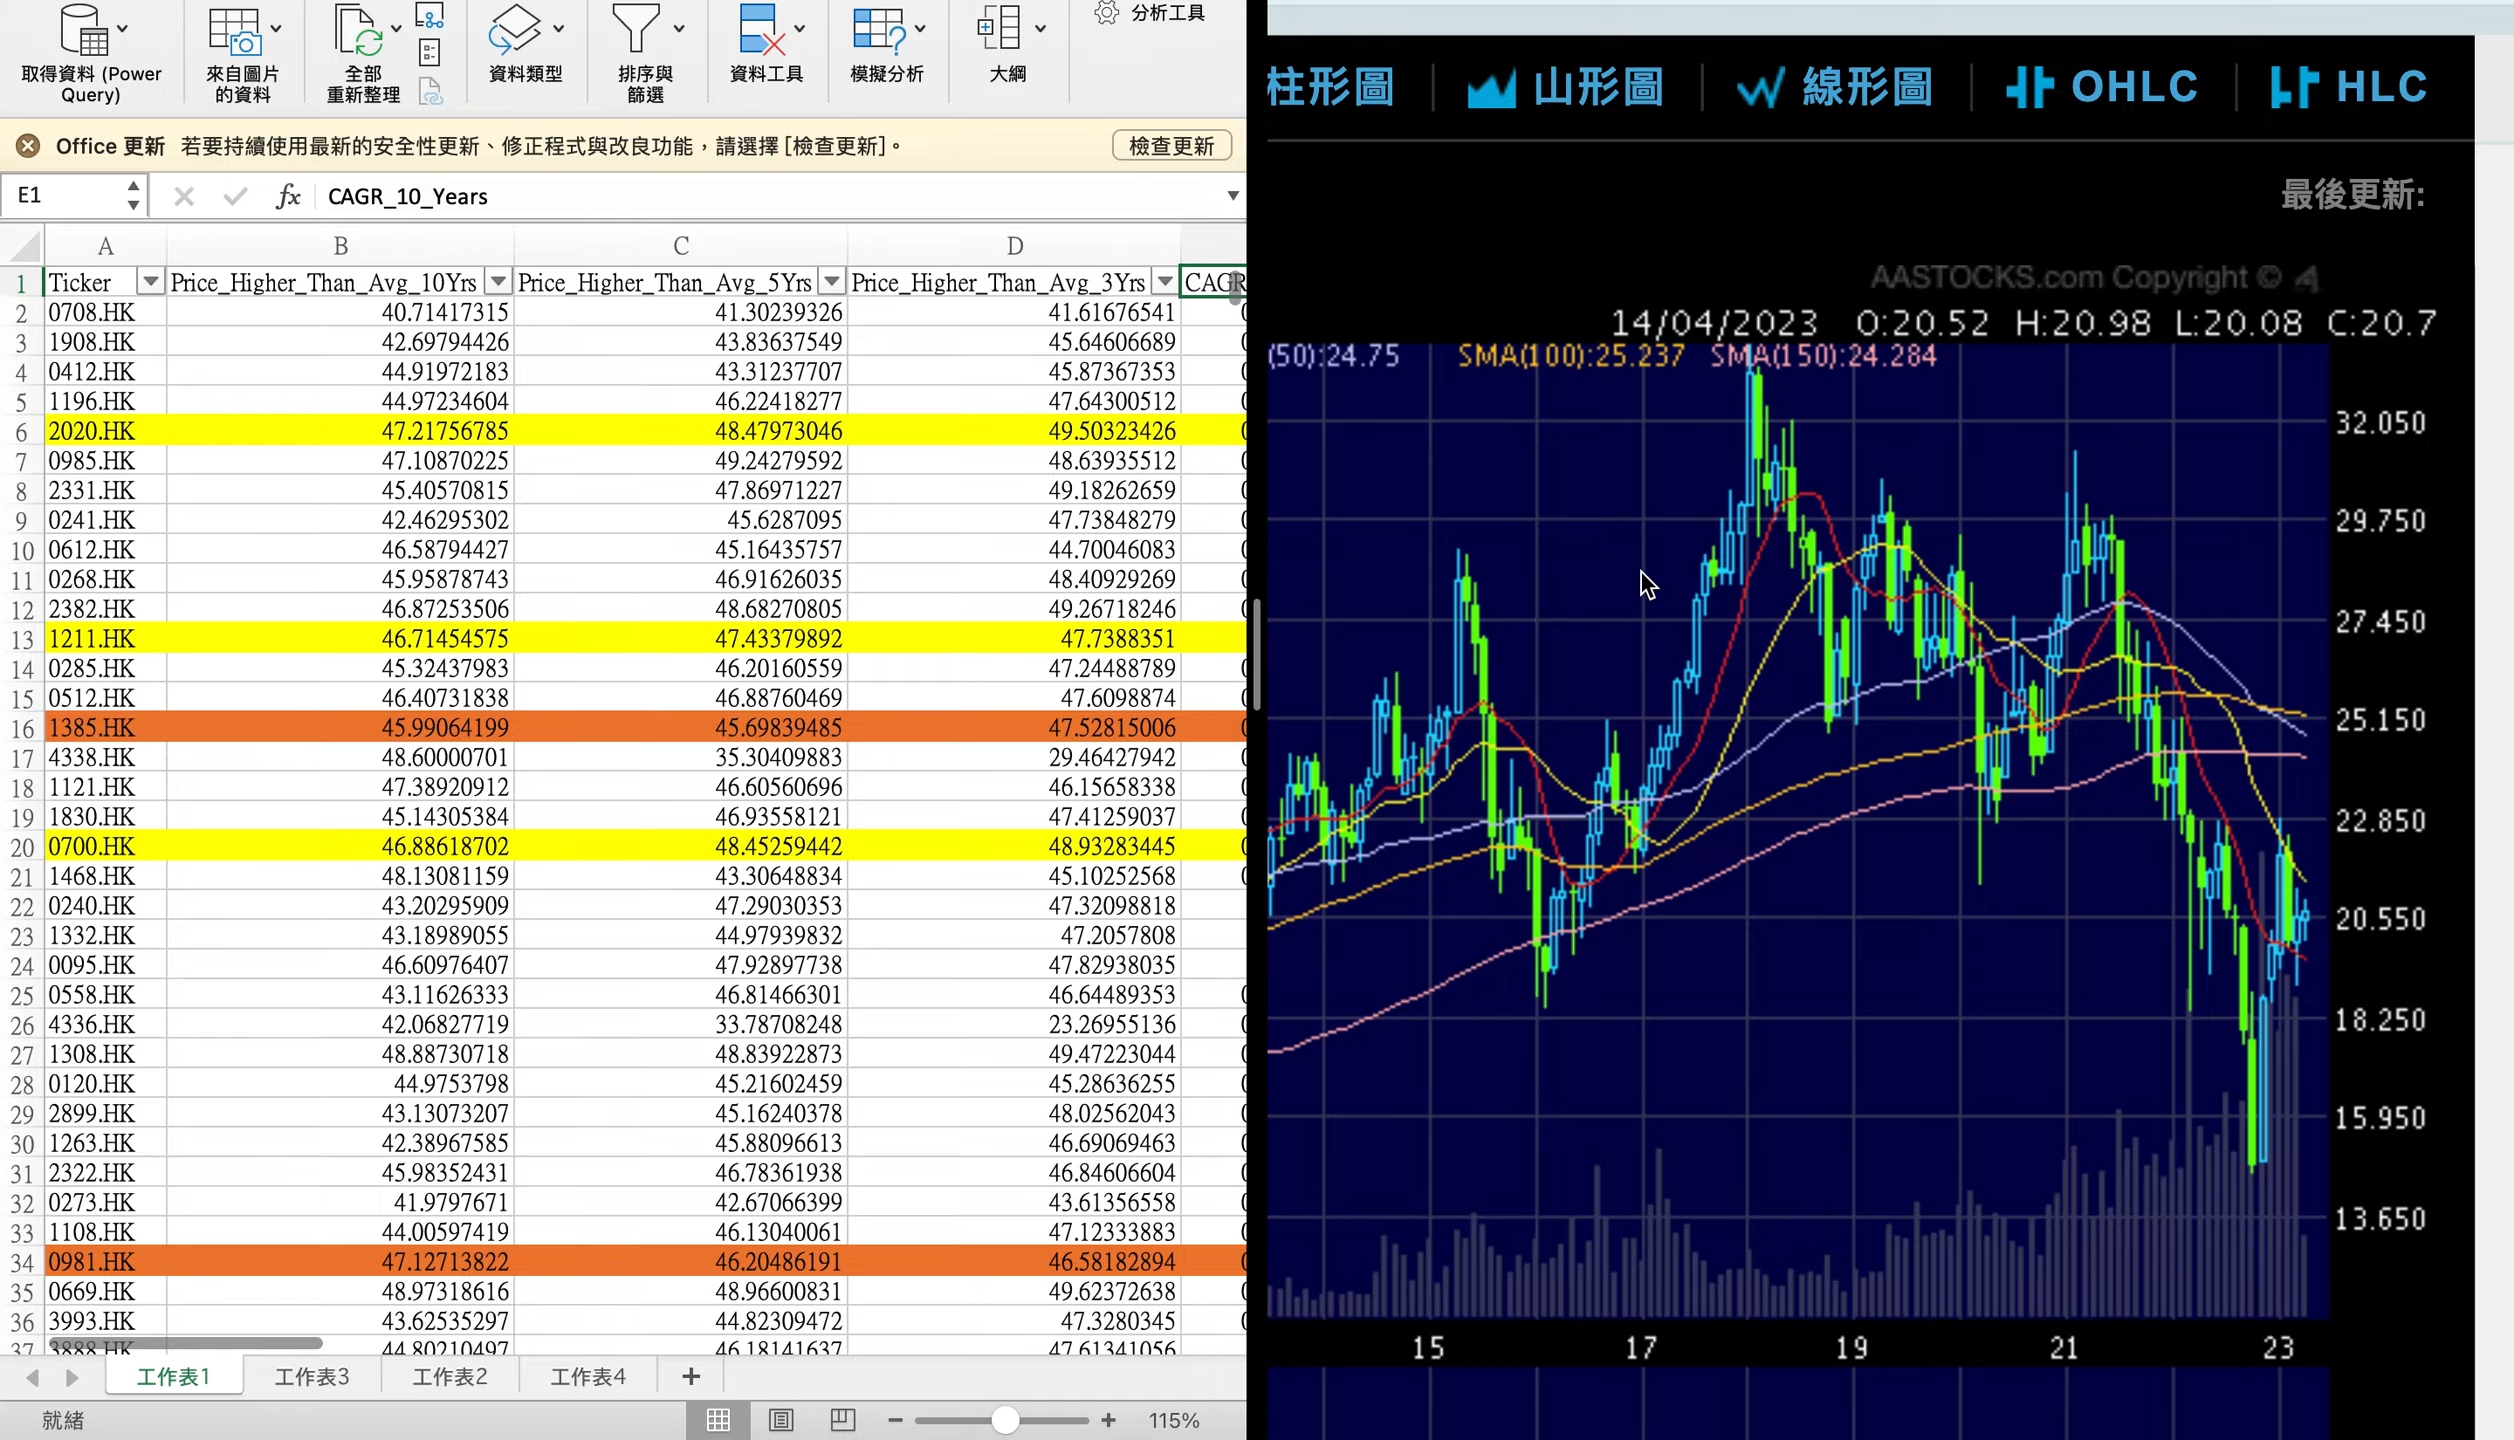 取得資料 (Power Query)
來自圖片的資料
全部重新整理
資料類型
排序與篩選
資料工具
模擬分析
大綱
分析工具
Office 更新 若要持續使用最新的安全性更新、修正程式與改良功能，請選擇 [檢查更新]。 檢查更新
E1 fx CAGR_10_Years
A B C D
1 Ticker Price_Higher_Than_Avg_10Yrs Price_Higher_Than_Avg_5Yrs Price_Higher_Than_Avg_3Yrs CAGR
2 0708.HK 40.71417315 41.30239326 41.61676541
3 1908.HK 42.69794426 43.83637549 45.64606689
4 0412.HK 44.91972183 43.31237707 45.87367353
5 1196.HK 44.97234604 46.22418277 47.64300512
6 2020.HK 47.21756785 48.47973046 49.50323426
7 0985.HK 47.10870225 49.24279592 48.63935512
8 2331.HK 45.40570815 47.86971227 49.18262659
9 0241.HK 42.46295302 45.6287095 47.73848279
10 0612.HK 46.58794427 45.16435757 44.70046083
11 0268.HK 45.95878743 46.91626035 48.40929269
12 2382.HK 46.87253506 48.68270805 49.26718246
13 1211.HK 46.71454575 47.43379892 47.7388351
14 0285.HK 45.32437983 46.20160559 47.24488789
15 0512.HK 46.40731838 46.88760469 47.6098874
16 1385.HK 45.99064199 45.69839485 47.52815006
17 4338.HK 48.60000701 35.30409883 29.46427942
18 1121.HK 47.38920912 46.60560696 46.15658338
19 1830.HK 45.14305384 46.93558121 47.41259037
20 0700.HK 46.88618702 48.45259442 48.93283445
21 1468.HK 48.13081159 43.30648834 45.10252568
22 0240.HK 43.20295909 47.29030353 47.32098818
23 1332.HK 43.18989055 44.97939832 47.2057808
24 0095.HK 46.60976407 47.92897738 47.82938035
25 0558.HK 43.11626333 46.81466301 46.64489353
26 4336.HK 42.06827719 33.78708248 23.26955136
27 1308.HK 48.88730718 48.83922873 49.47223044
28 0120.HK 44.9753798 45.21602459 45.28636255
29 2899.HK 43.13073207 45.16240378 48.02562043
30 1263.HK 42.38967585 45.88096613 46.69069463
31 2322.HK 45.98352431 46.78361938 46.84606604
32 0273.HK 41.9797671 42.67066399 43.61356558
33 1108.HK 44.00597419 46.13040061 47.12333883
34 0981.HK 47.12713822 46.20486191 46.58182894
35 0669.HK 48.97318616 48.96600831 49.62372638
36 3993.HK 43.62535297 44.82309472 47.3280345
37 3888.HK 44.80210497 46.18141637 47.61341056
工作表1 工作表3 工作表2 工作表4 +
就緒 115%
柱形圖 山形圖 線形圖 OHLC HLC
最後更新:
AASTOCKS.com Copyright ©
14/04/2023 O:20.52 H:20.98 L:20.08 C:20.7
(50):24.75 SMA(100):25.237 SMA(150):24.284
32.050
29.750
27.450
25.150
22.850
20.550
18.250
15.950
13.650
15 17 19 21 23